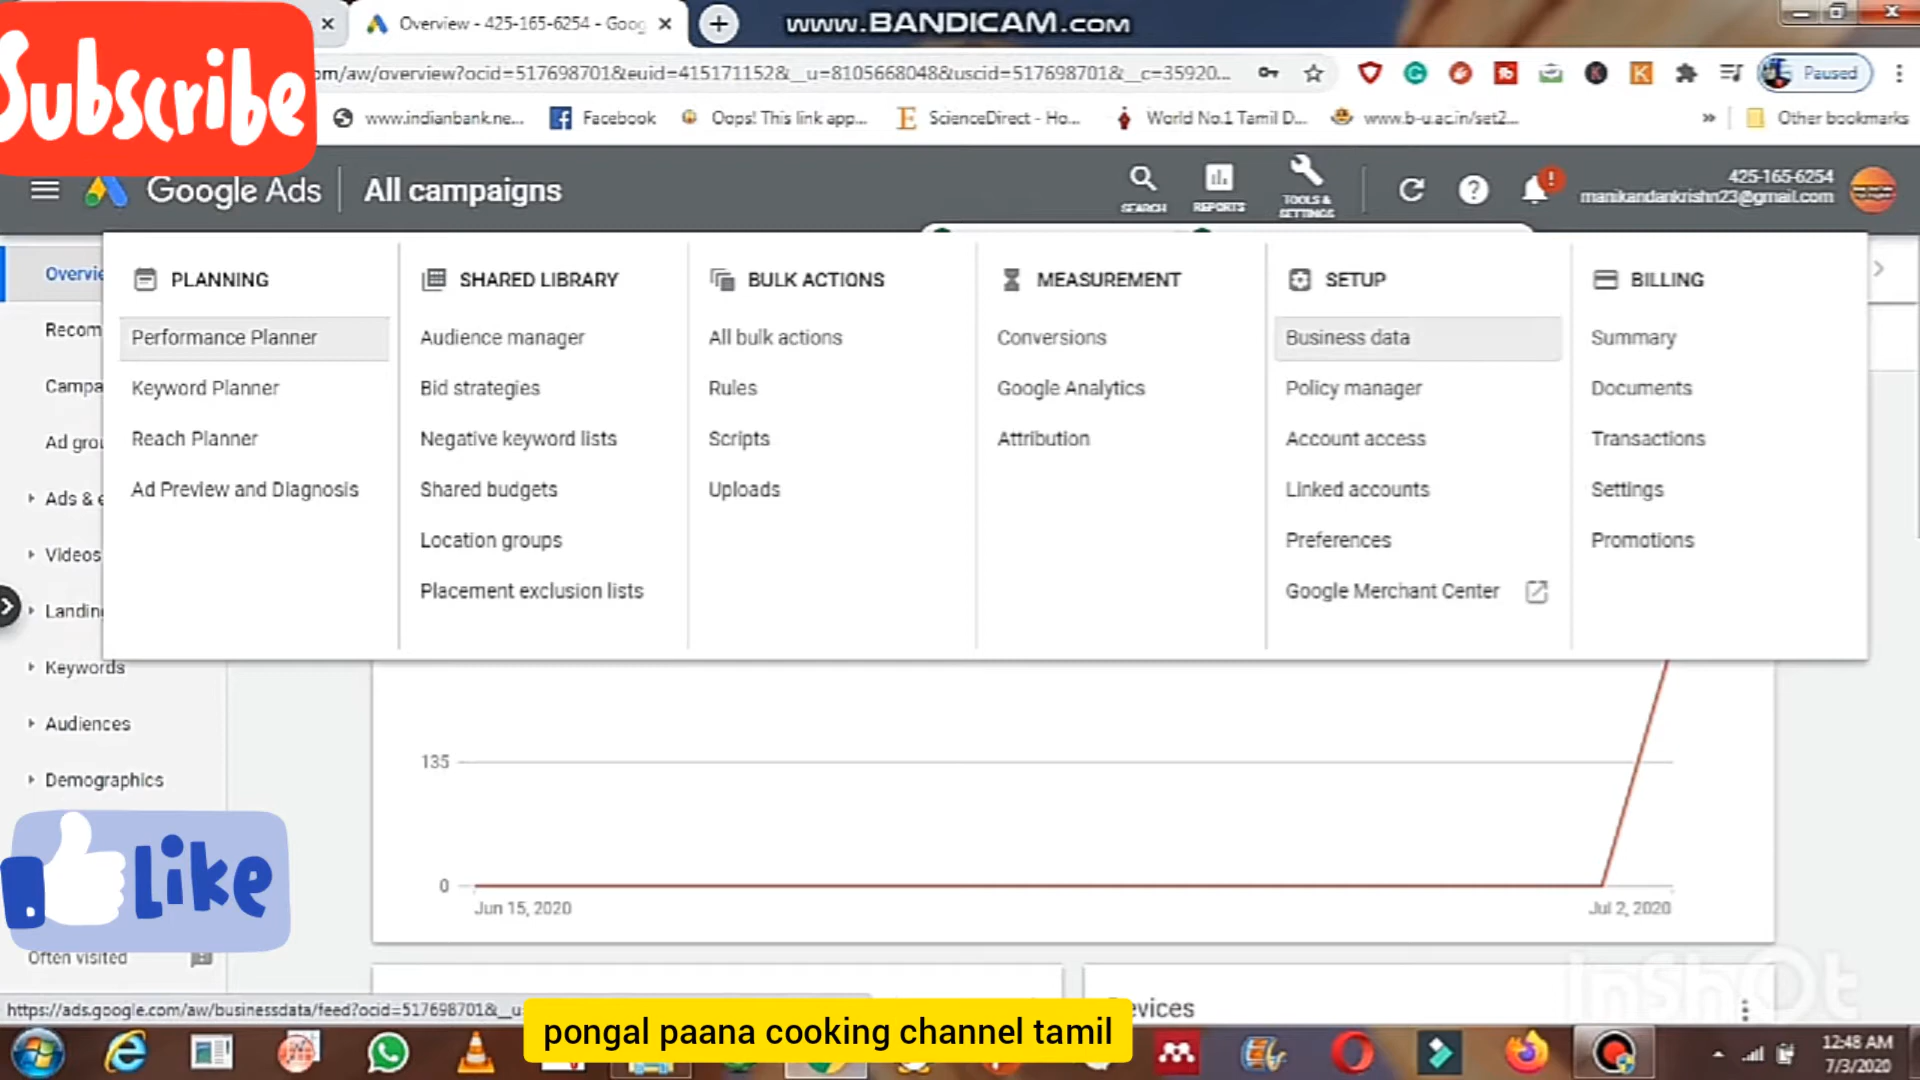 Subscribe
Overview - 425-165-6254 - Goog
www.BANDICAM.com
om/aw/overview?ocid=517698701&euid=415171152&__u=8105668048&uscid=517698701&__c=35920...
Paused
www.indianbank.ne...
Facebook
Oops! This link app...
ScienceDirect - Ho...
World No.1 Tamil D...
www.b-u.ac.in/set2...
»
Other bookmarks
Google Ads
All campaigns
SEARCH
REPORTS
TOOLS &
SETTINGS
425-165-6254
manikandankrishn23@gmail.com
Overvie
Recom
Campa
Ad grou
Ads & e
Videos
Landing
Keywords
Audiences
Demographics
PLANNING
Performance Planner
Keyword Planner
Reach Planner
Ad Preview and Diagnosis
SHARED LIBRARY
Audience manager
Bid strategies
Negative keyword lists
Shared budgets
Location groups
Placement exclusion lists
BULK ACTIONS
All bulk actions
Rules
Scripts
Uploads
MEASUREMENT
Conversions
Google Analytics
Attribution
SETUP
Business data
Policy manager
Account access
Linked accounts
Preferences
Google Merchant Center
BILLING
Summary
Documents
Transactions
Settings
Promotions
135
0
Jun 15, 2020
Jul 2, 2020
Like
Often visited
InShOt
https://ads.google.com/aw/businessdata/feed?ocid=517698701&__u
evices
pongal paana cooking channel tamil
12:48 AM
7/3/2020